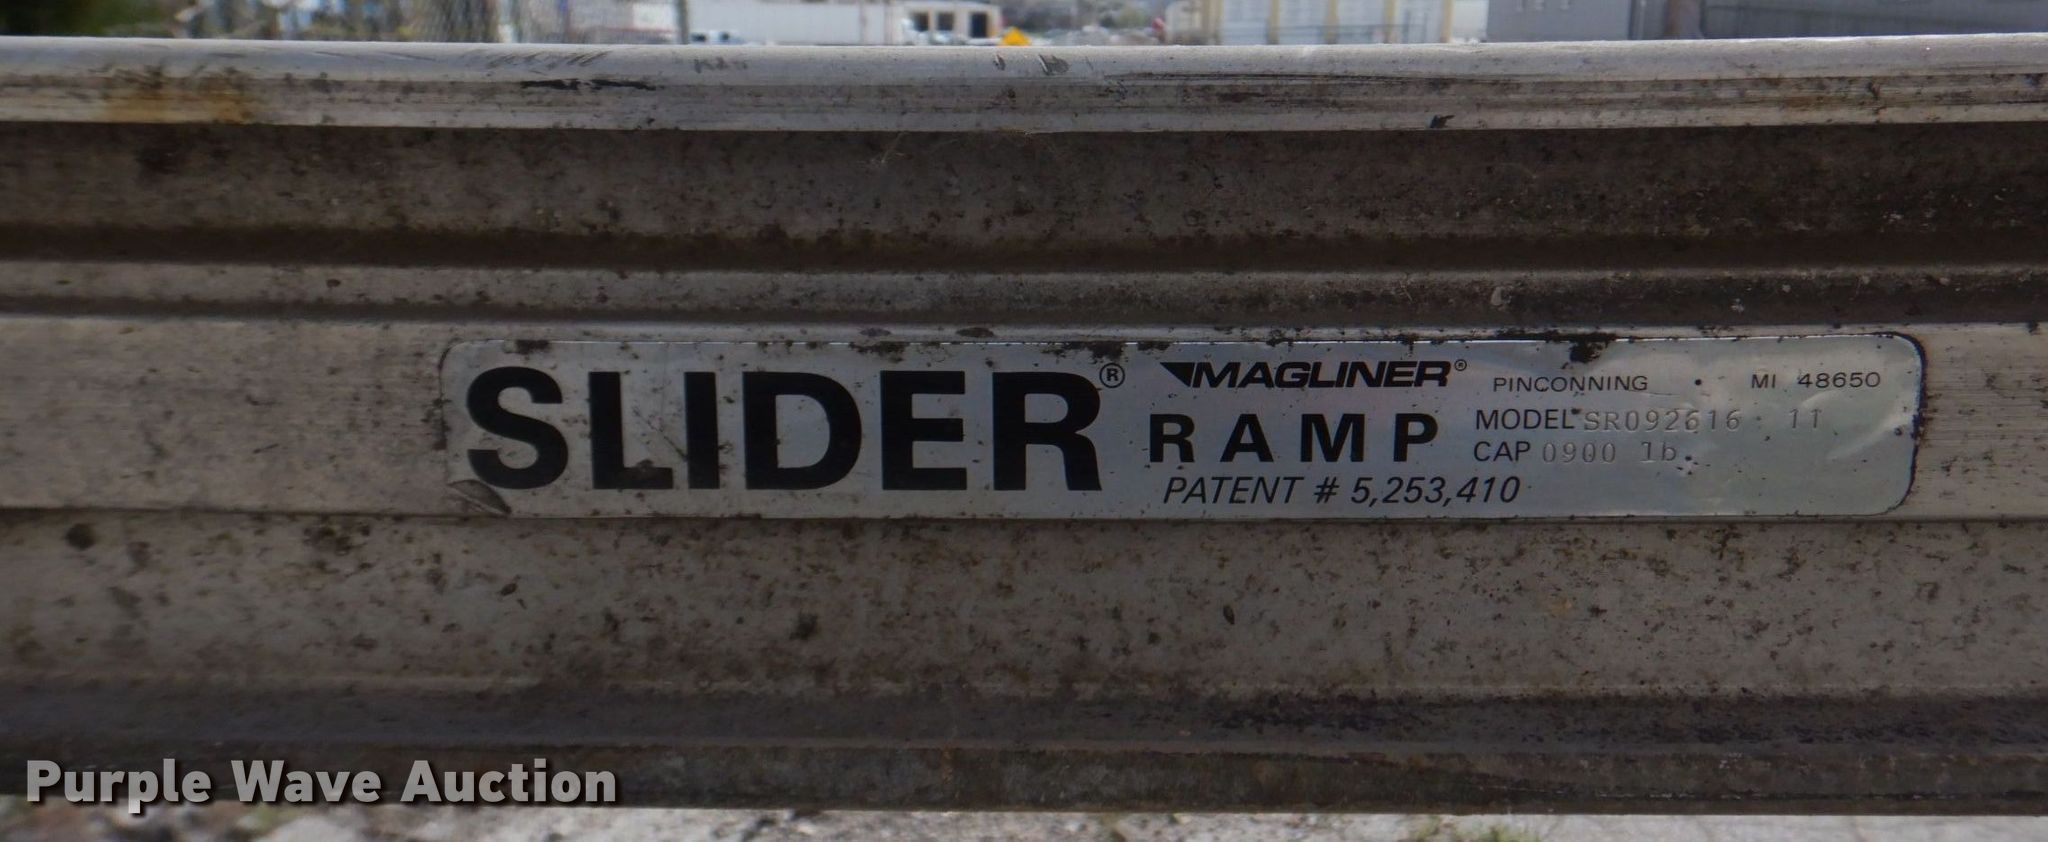 SLIDER®
MAGLINER®
RAMP
PATENT # 5,253,410
PINCONNING • MI 48650
MODEL SR092616 11
CAP 0900 lb.
Purple Wave Auction